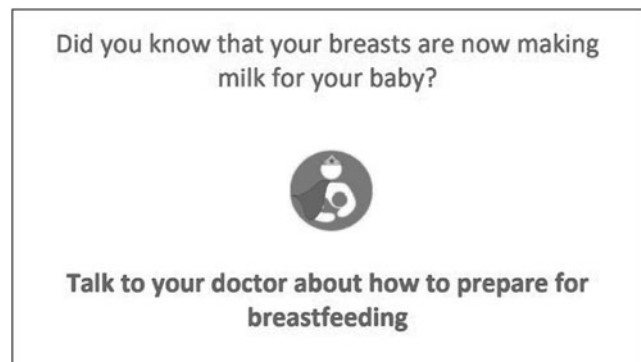 Did you know that your breasts are now making
milk for your baby?
Talk to your doctor about how to prepare for
breastfeeding